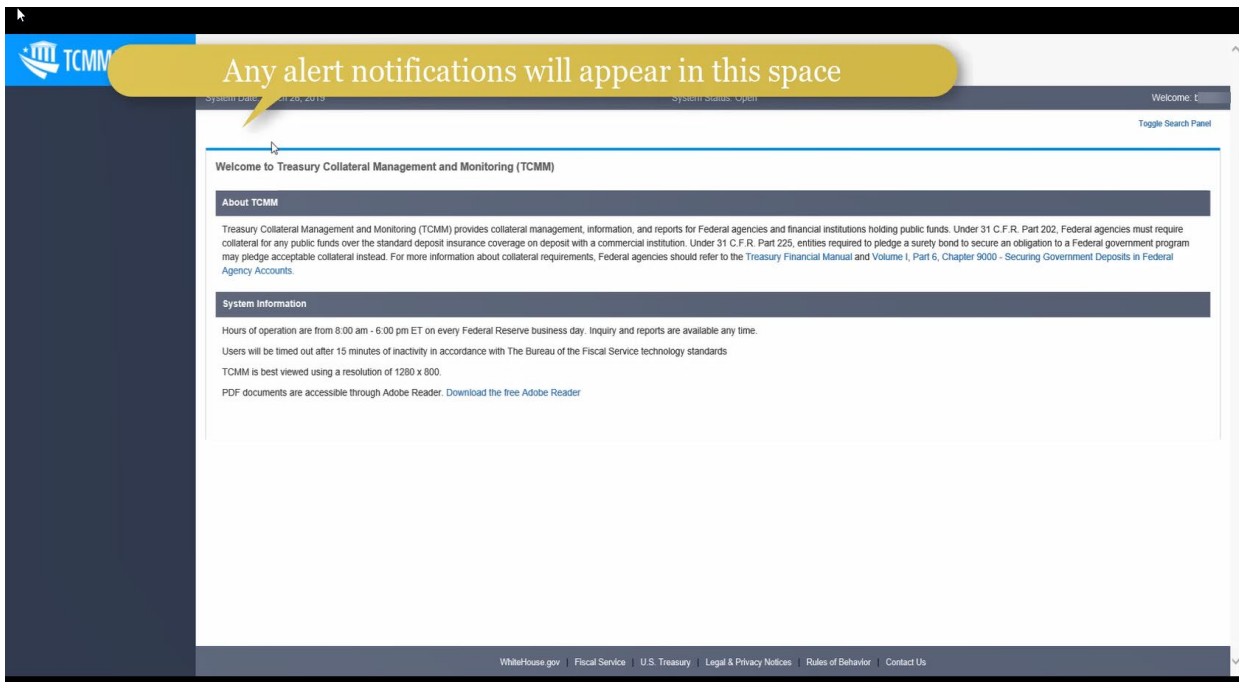 TCMM
Any alert notifications will appear in this space
System Date: 26, 2019
System Status: Open
Welcome: t
Toggle Search Panel
Welcome to Treasury Collateral Management and Monitoring (TCMM)
About TCMM
Treasury Collateral Management and Monitoring (TCMM) provides collateral management, information, and reports for Federal agencies and financial institutions holding public funds. Under 31 C.F.R. Part 202, Federal agencies must require
collateral for any public funds over the standard deposit insurance coverage on deposit with a commercial institution. Under 31 C.F.R. Part 225, entities required to pledge a surety bond to secure an obligation to a Federal government program
may pledge acceptable collateral instead. For more information about collateral requirements, Federal agencies should refer to the Treasury Financial Manual and Volume I, Part 6, Chapter 9000 - Securing Government Deposits in Federal
Agency Accounts.
System Information
Hours of operation are from 8:00 am - 6:00 pm ET on every Federal Reserve business day. Inquiry and reports are available any time.
Users will be timed out after 15 minutes of inactivity in accordance with The Bureau of the Fiscal Service technology standards
TCMM is best viewed using a resolution of 1280 x 800.
PDF documents are accessible through Adobe Reader. Download the free Adobe Reader
WhiteHouse.gov | Fiscal Service | U.S. Treasury | Legal & Privacy Notices | Rules of Behavior | Contact Us